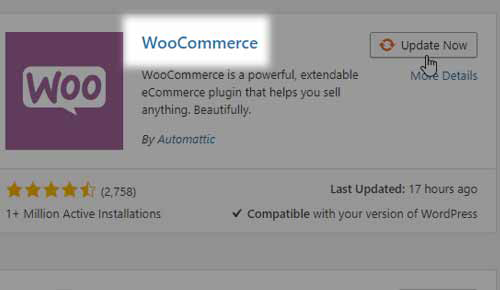 WooCommerce
Update Now
More Details
WOO
WooCommerce is a powerful, extendable
eCommerce plugin that helps you sell
anything. Beautifully.
By Automattic
(2,758)
Last Updated: 17 hours ago
1+ Million Active Installations
✔ Compatible with your version of WordPress